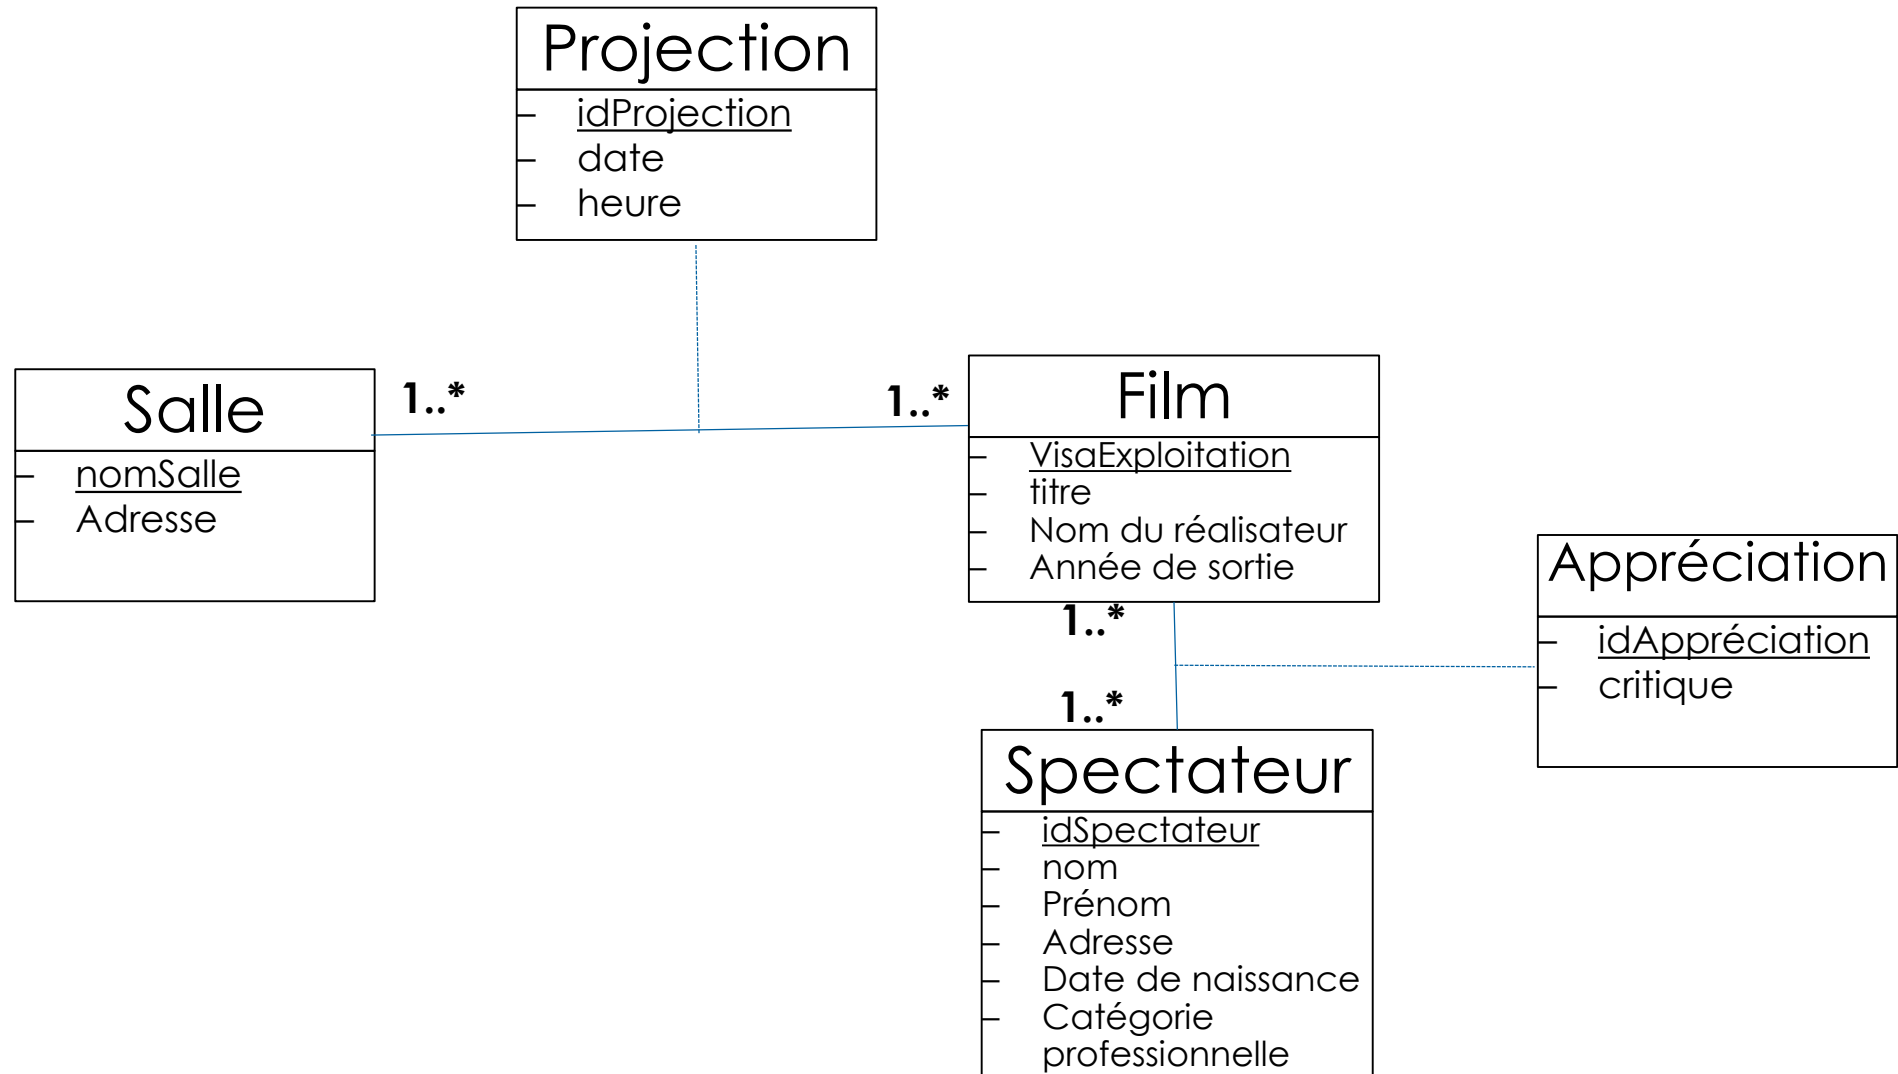 Projection
idProjection
date
heure
Salle
nomSalle
Adresse
1..*
1..*
Film
VisaExploitation
titre
Nom du réalisateur
Année de sortie
1..*
1..*
Appréciation
idAppréciation
critique
Spectateur
idSpectateur
nom
Prénom
Adresse
Date de naissance
Catégorie
professionnelle